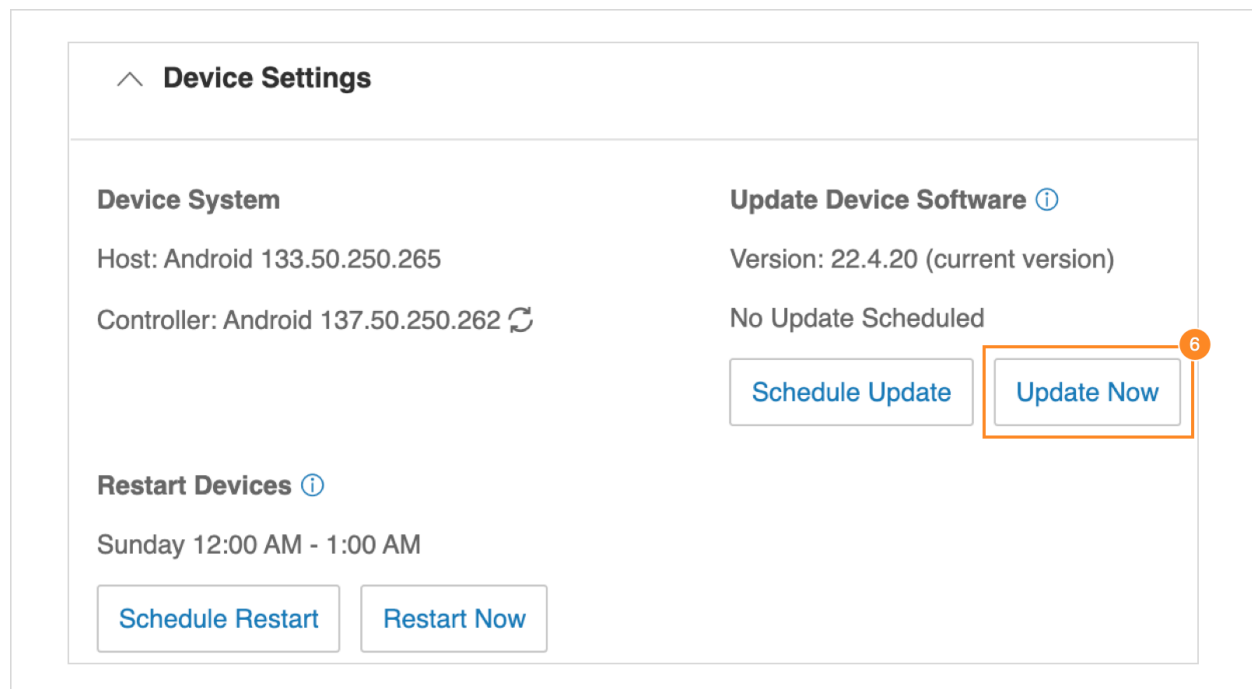 Device Settings
Device System
Host: Android 133.50.250.265
Controller: Android 137.50.250.262
Update Device Software
Version: 22.4.20 (current version)
No Update Scheduled
6
Schedule Update
Update Now
Restart Devices
Sunday 12:00 AM - 1:00 AM
Schedule Restart
Restart Now